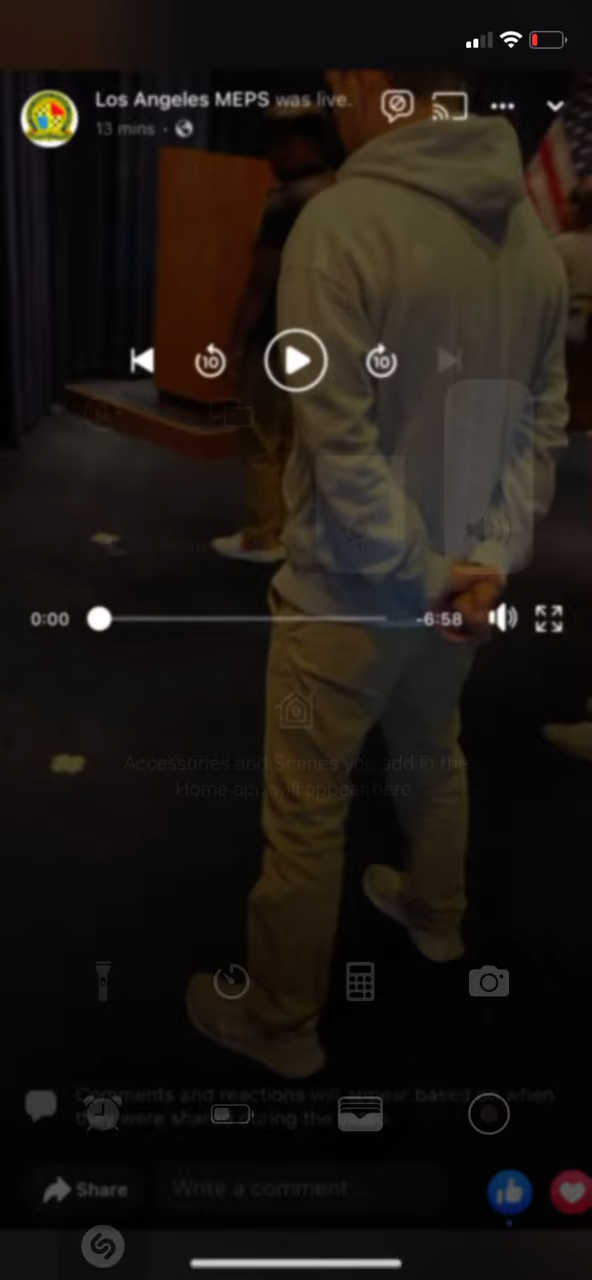 Los Angeles MEPS was live.
13 mins ·
10
10
0:00
-6:58
Accessories and Scenes you add in the
Home app will appear here.
Comments and reactions will appear based on when
they were shared during the
Share
Write a comment...